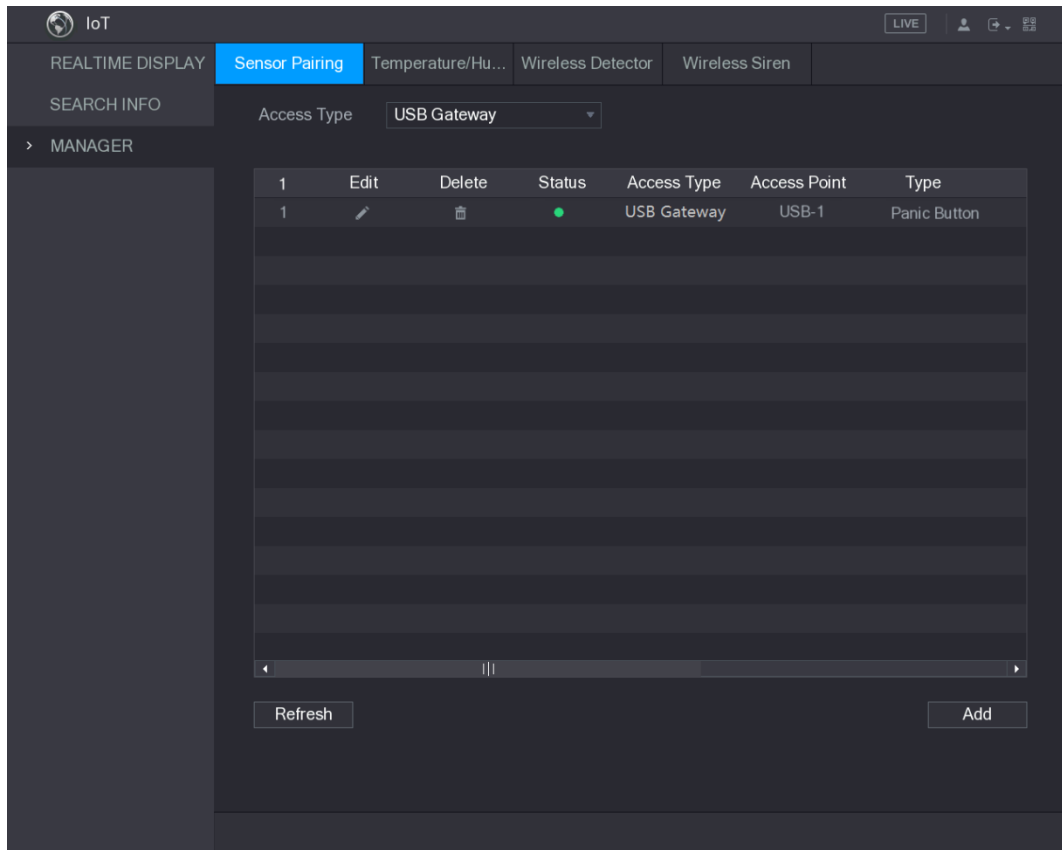 IoT LIVE
REALTIME DISPLAY
SEARCH INFO
MANAGER
Sensor Pairing Temperature/Hu... Wireless Detector Wireless Siren
Access Type USB Gateway
1 Edit Delete Status Access Type Access Point Type
1 USB Gateway USB-1 Panic Button
Refresh Add